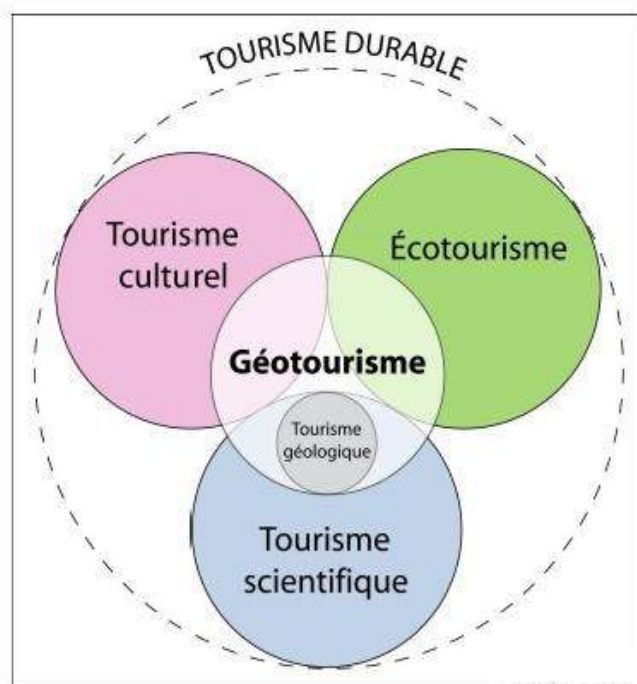 TOURISME DURABLE
Tourisme
culturel
Écotourisme
Géotourisme
Tourisme
géologique
Tourisme
scientifique